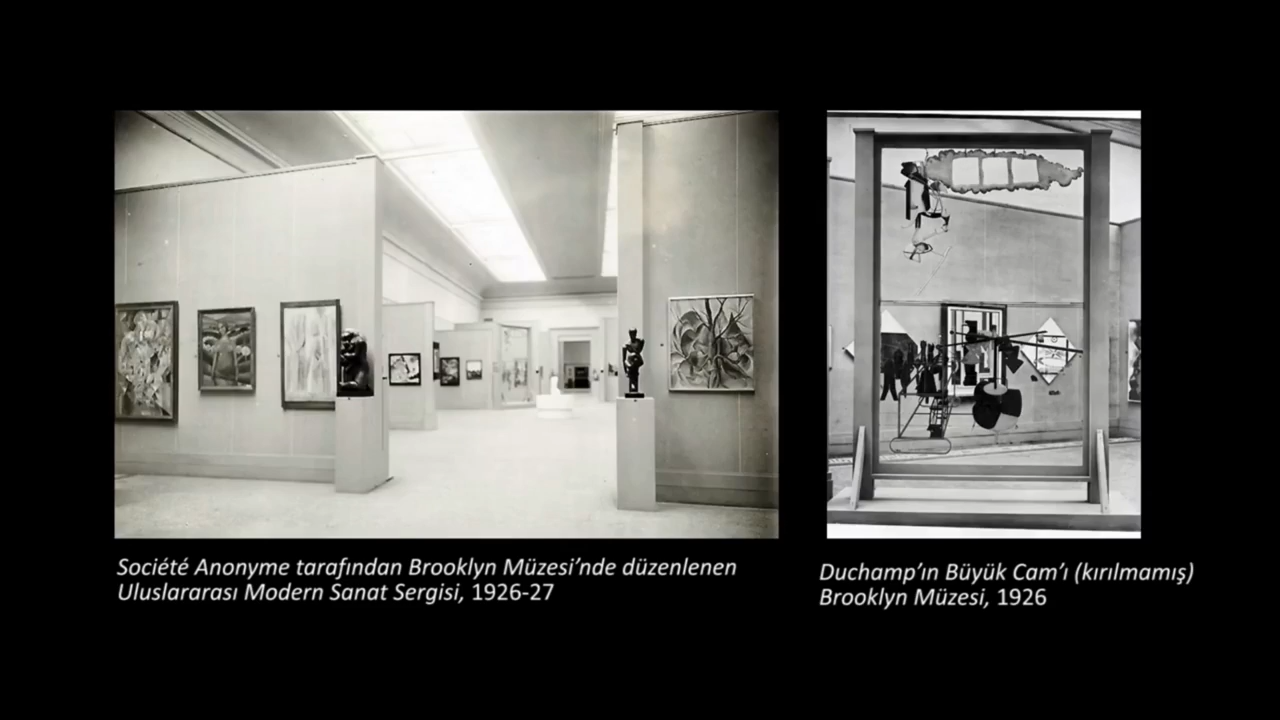 Société Anonyme tarafından Brooklyn Müzesi’nde düzenlenen
Uluslararası Modern Sanat Sergisi, 1926-27
Duchamp’ın Büyük Cam’ı (kırılmamış)
Brooklyn Müzesi, 1926